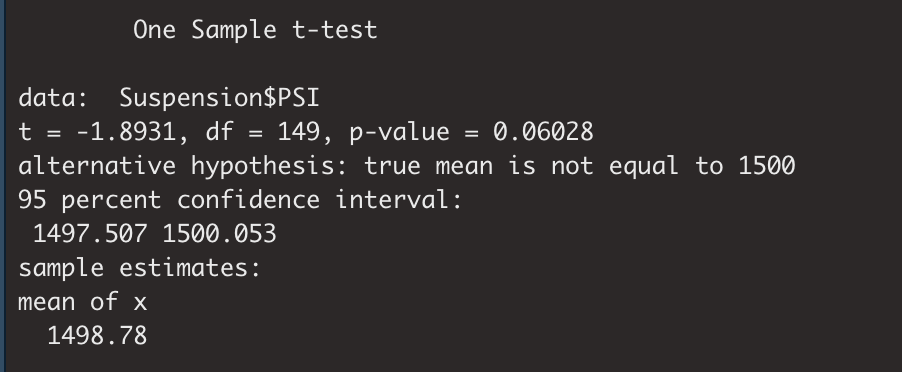 One Sample t-test
data:  Suspension$PSI
t = -1.8931, df = 149, p-value = 0.06028
alternative hypothesis: true mean is not equal to 1500
95 percent confidence interval:
1497.507 1500.053
sample estimates:
mean of x
1498.78